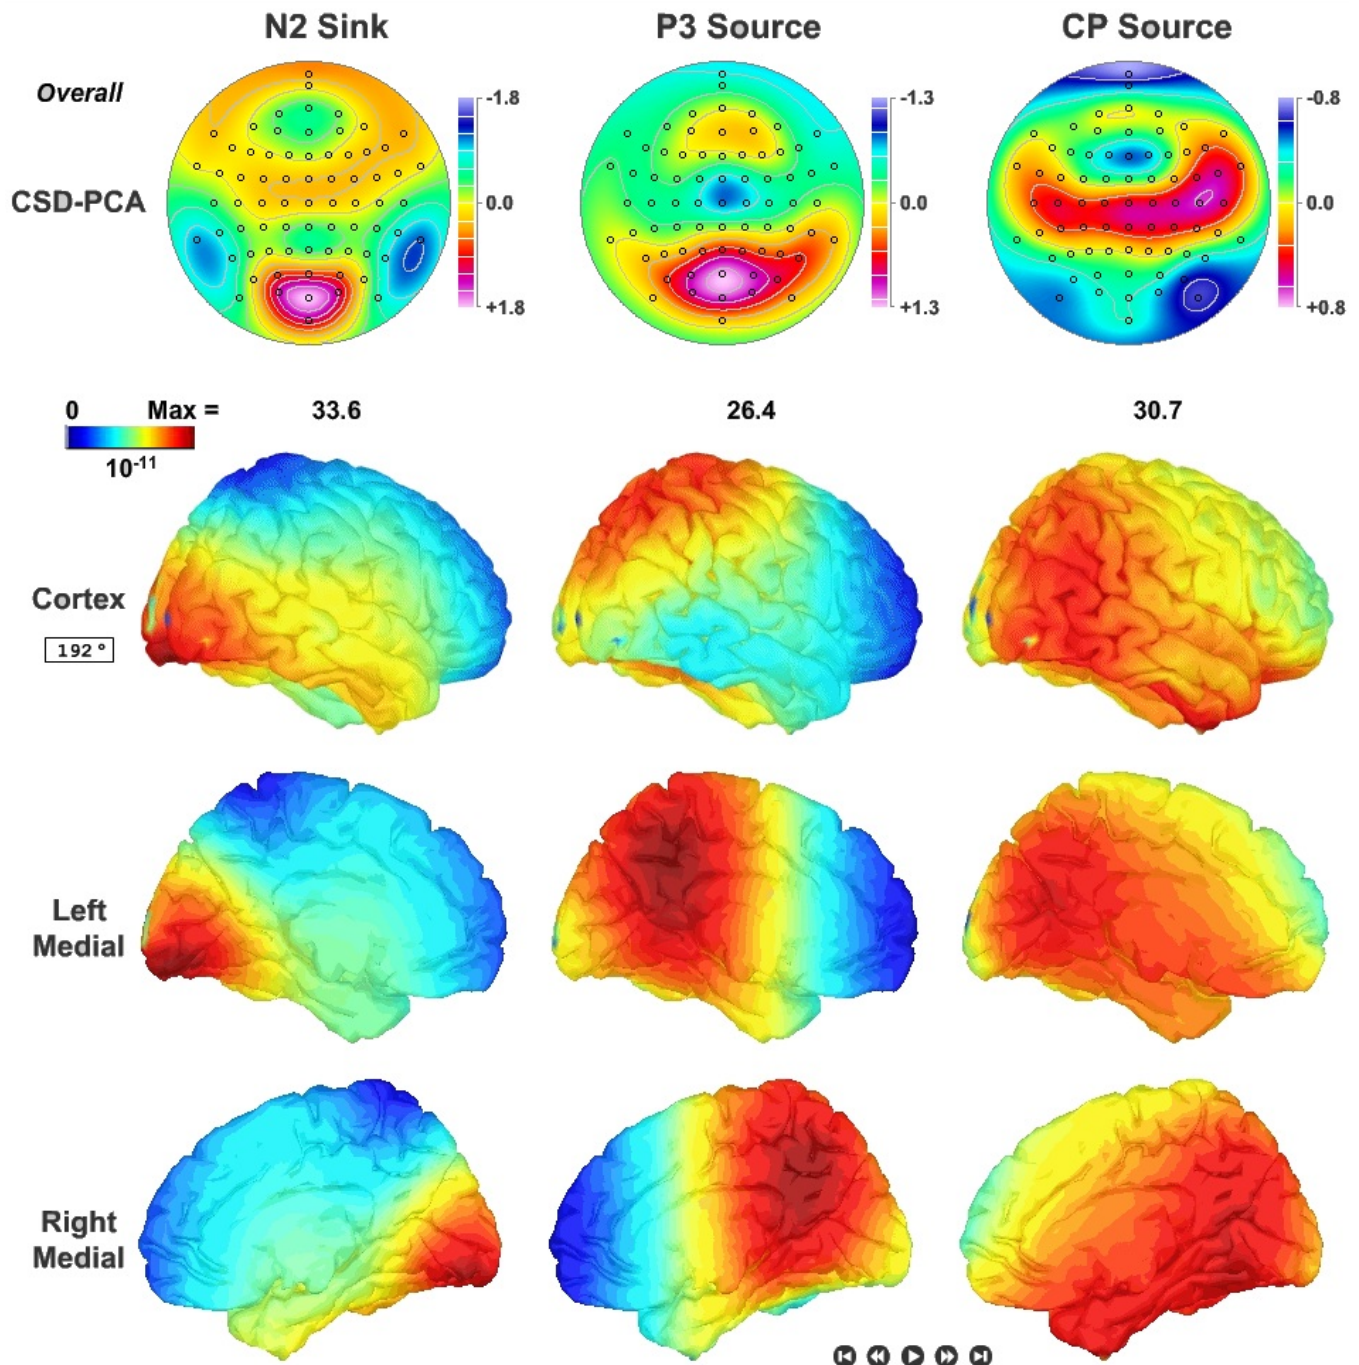 N2 Sink P3 Source CP Source
Overall
-1.8 -1.3 -0.8
CSD-PCA 0.0 0.0 0.0
+1.8 +1.3 +0.8
0 Max = 33.6 26.4 30.7
10-11
Cortex
192 °
Left
Medial
Right
Medial